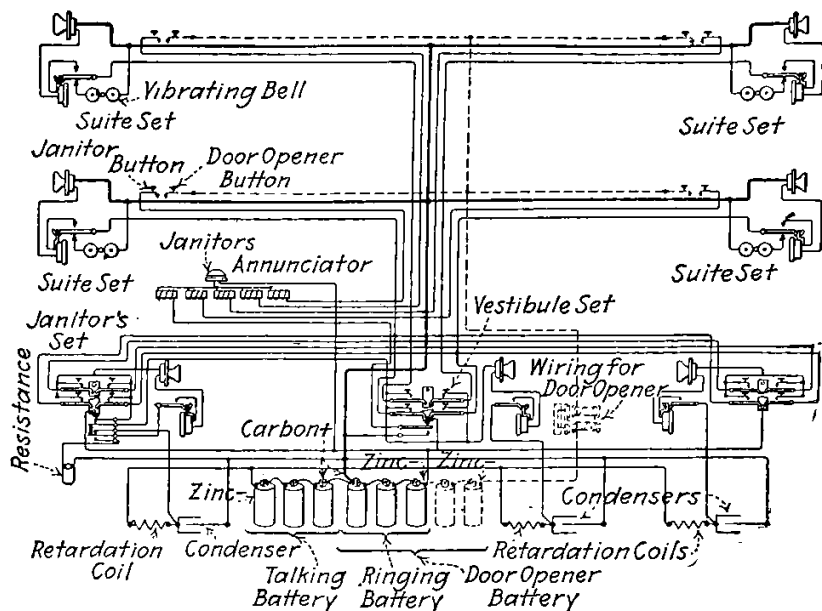 Vibrating Bell
Suite Set
Suite Set
Janitor
Button
Door Opener
Button
Janitors
Annunciator
Suite Set
Suite Set
Janitor's
Set
Vestibule Set
Wiring for
Door Opener
Resistance
Carbon+
Zinc-
Zinc-
Zinc-
Condensers
Retardation
Coil
Condenser
Retardation Coils
Talking
Battery
Ringing
Battery
Door Opener
Battery